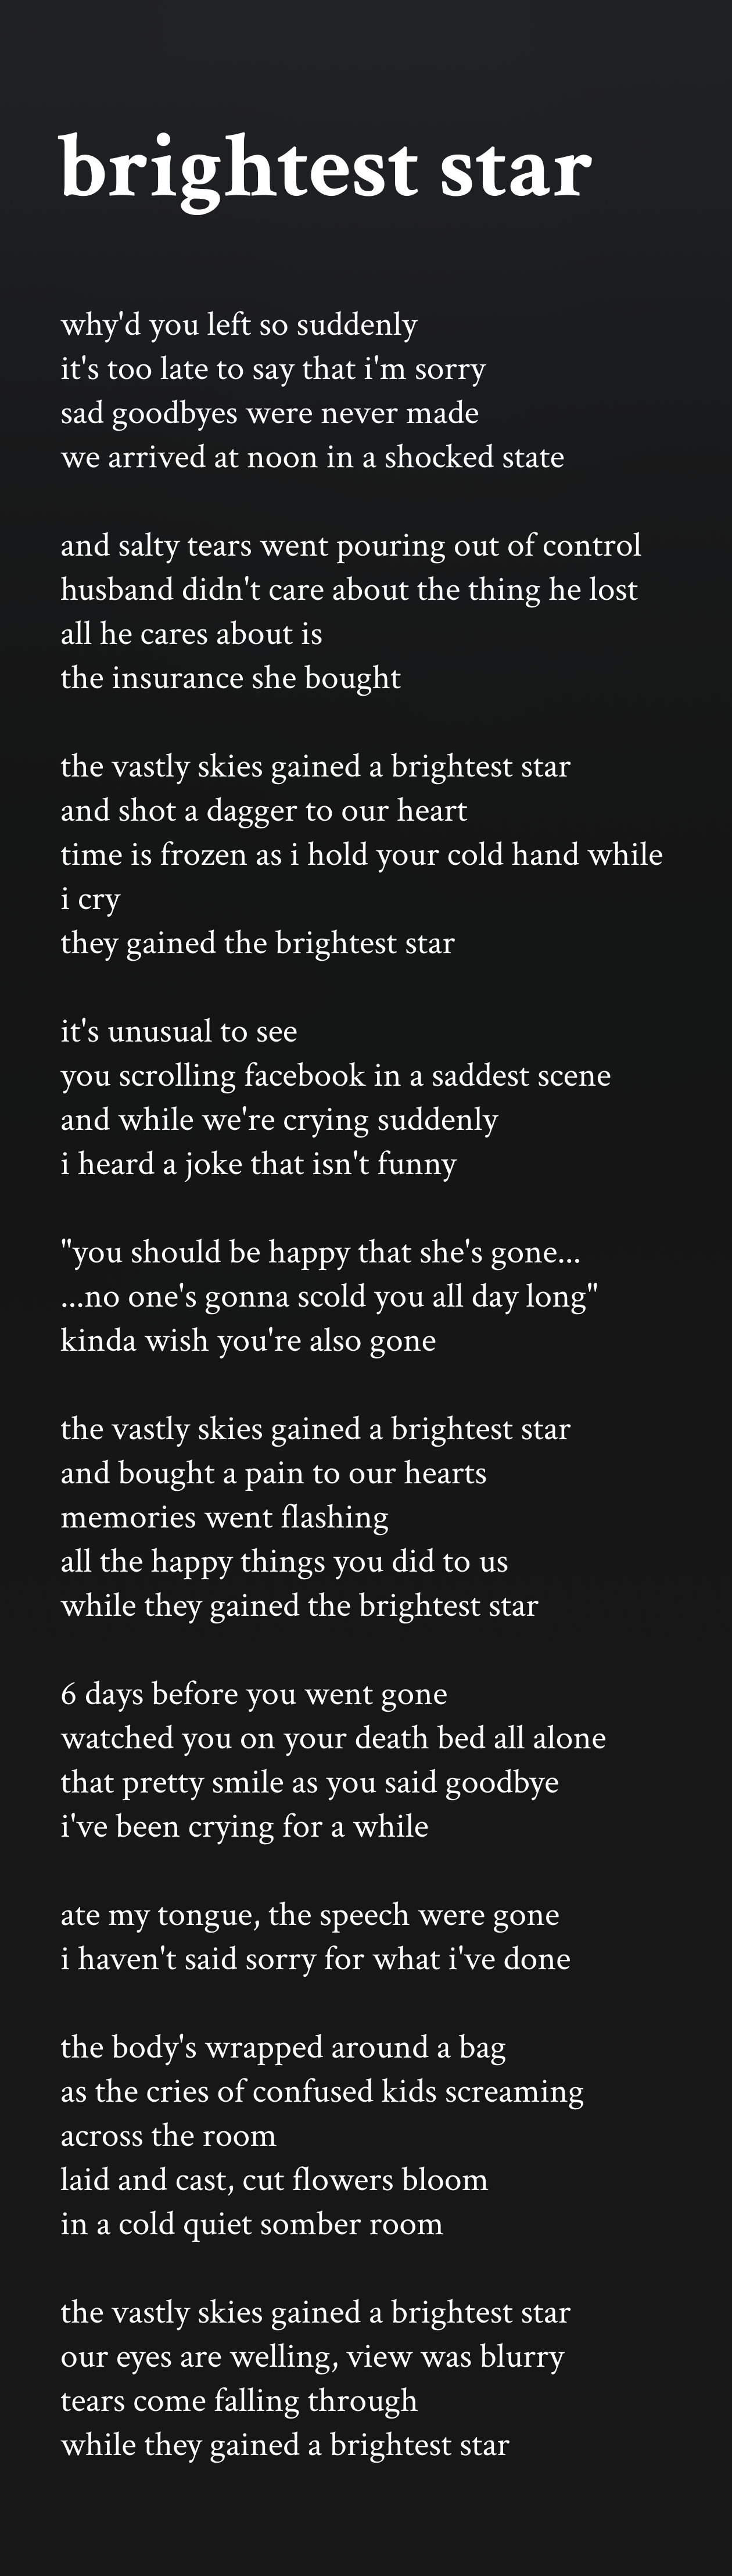 brightest star
why'd you left so suddenly
it's too late to say that i'm sorry
sad goodbyes were never made
we arrived at noon in a shocked state
and salty tears went pouring out of control
husband didn't care about the thing he lost
all he cares about is
the insurance she bought
the vastly skies gained a brightest star
and shot a dagger to our heart
time is frozen as i hold your cold hand while
i cry
they gained the brightest star
it's unusual to see
you scrolling facebook in a saddest scene
and while we're crying suddenly
i heard a joke that isn't funny
"you should be happy that she's gone...
...no one's gonna scold you all day long"
kinda wish you're also gone
the vastly skies gained a brightest star
and bought a pain to our hearts
memories went flashing
all the happy things you did to us
while they gained the brightest star
6 days before you went gone
watched you on your death bed all alone
that pretty smile as you said goodbye
i've been crying for a while
ate my tongue, the speech were gone
i haven't said sorry for what i've done
the body's wrapped around a bag
as the cries of confused kids screaming
across the room
laid and cast, cut flowers bloom
in a cold quiet somber room
the vastly skies gained a brightest star
our eyes are welling, view was blurry
tears come falling through
while they gained a brightest star